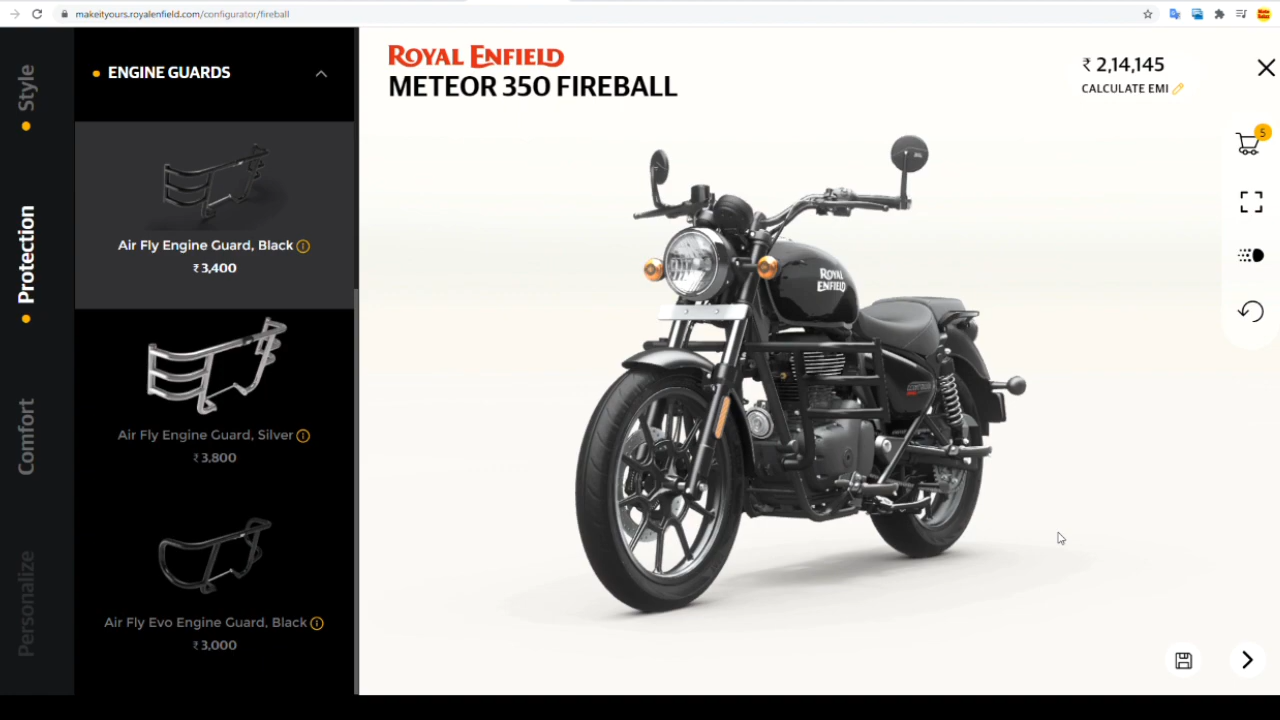 makeityours.royalenfield.com/configurator/fireball
Style
Protection
Comfort
Personalize
ENGINE GUARDS
Air Fly Engine Guard, Black
₹ 3,400
Air Fly Engine Guard, Silver
₹ 3,800
Air Fly Evo Engine Guard, Black
₹ 3,000
ROYAL ENFIELD
METEOR 350 FIREBALL
₹ 2,14,145
CALCULATE EMI
5
ROYAL
ENFIELD